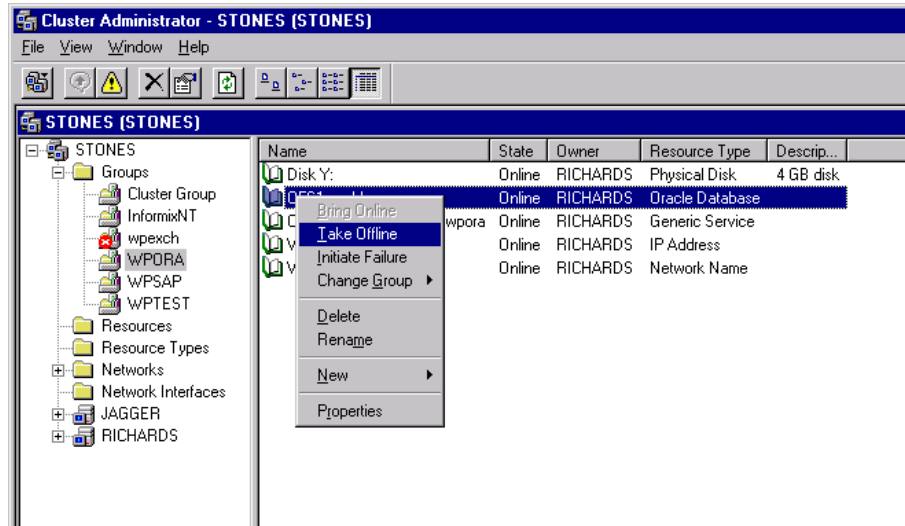 Cluster Administrator - STONES (STONES)
File View Window Help
STONES (STONES)
STONES
Groups
Cluster Group
InformixNT
wpexch
WPORA
WPSAP
WPTEST
Resources
Resource Types
Networks
Network Interfaces
JAGGER
RICHARDS
Name State Owner Resource Type Descrip...
Disk Y: Online RICHARDS Physical Disk 4 GB disk
Online RICHARDS Oracle Database
wpora Online RICHARDS Generic Service
Online RICHARDS IP Address
Online RICHARDS Network Name
Bring Online
Take Offline
Initiate Failure
Change Group
Delete
Rename
New
Properties